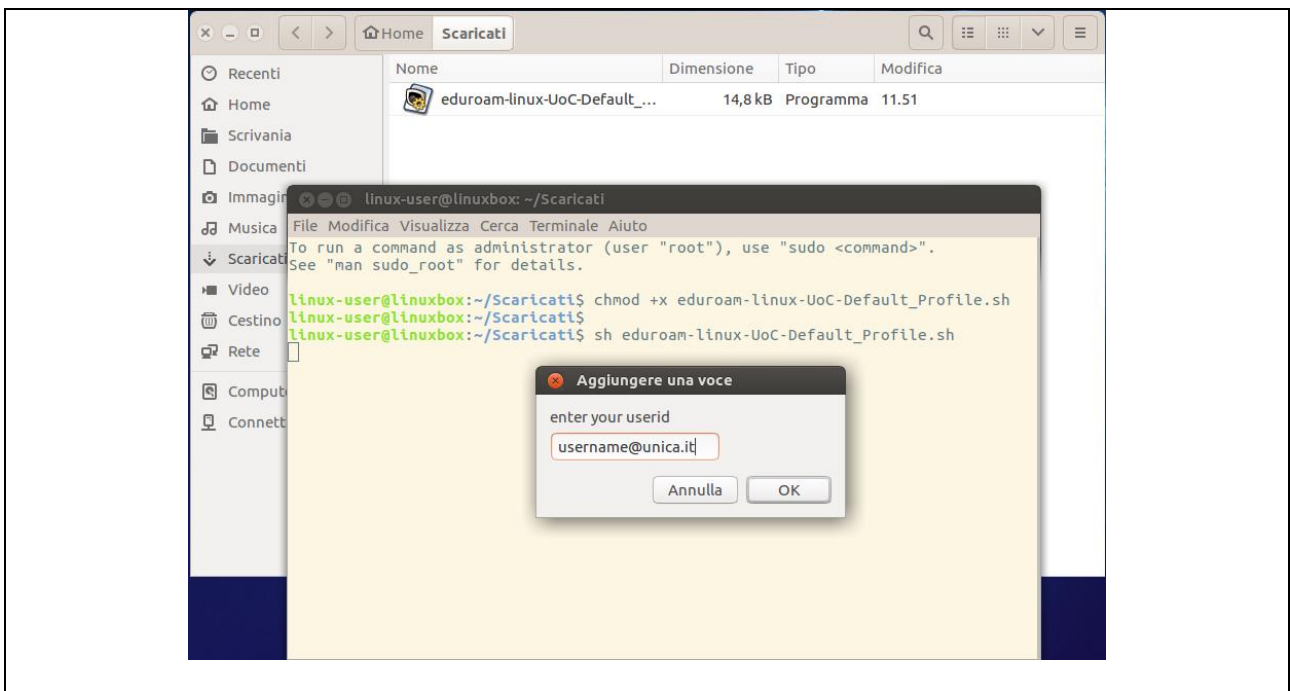 Home Scaricati
Nome Dimensione Tipo Modifica
eduroam-linux-UoC-Default_... 14,8 kB Programma 11.51
Recenti
Home
Scrivania
Documenti
Immagin
Musica
Scaricati
Video
Cestino
Rete
Comput
Connett
linux-user@linuxbox: ~/Scaricati
File Modifica Visualizza Cerca Terminale Aiuto
To run a command as administrator (user "root"), use "sudo <command>".
See "man sudo_root" for details.
linux-user@linuxbox:~/Scaricati$ chmod +x eduroam-linux-UoC-Default_Profile.sh
linux-user@linuxbox:~/Scaricati$
linux-user@linuxbox:~/Scaricati$ sh eduroam-linux-UoC-Default_Profile.sh
Aggiungere una voce
enter your userid
username@unica.it
Annulla OK